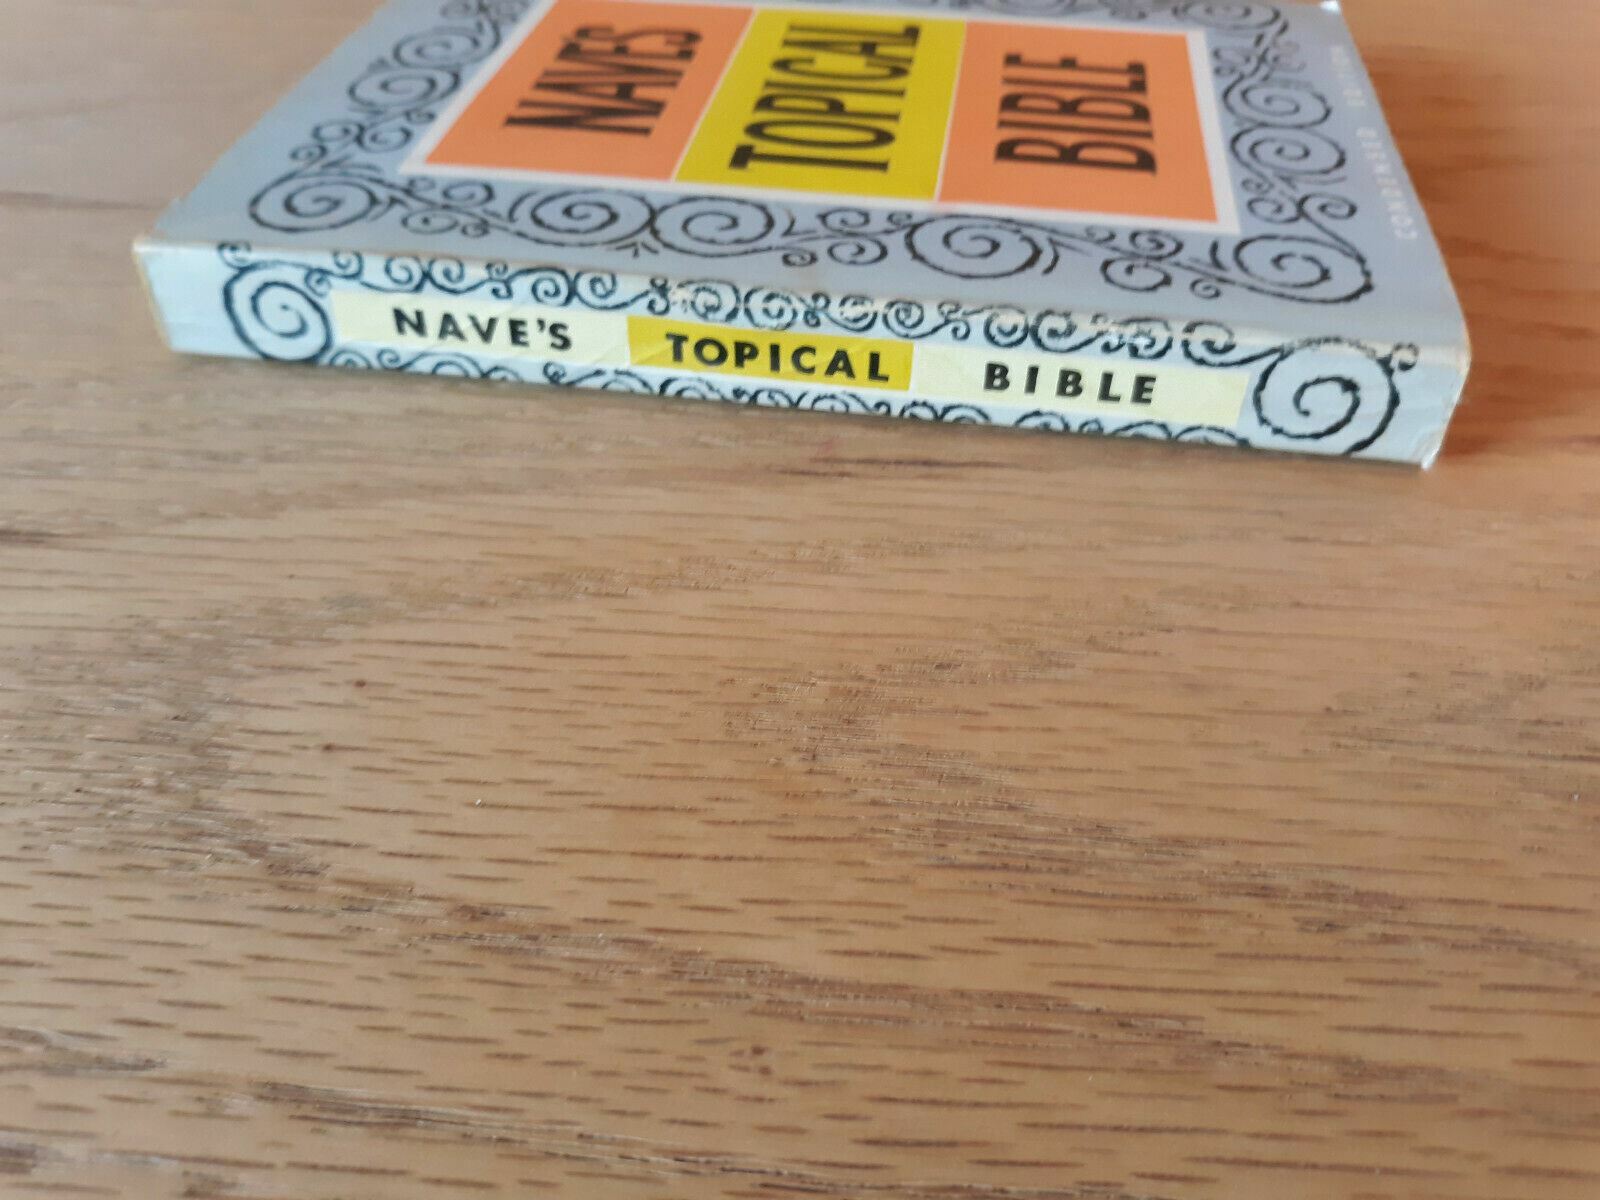 NAVE'S
TOPICAL
BIBLE
CONDENSED EDITION
NAVE'S TOPICAL BIBLE